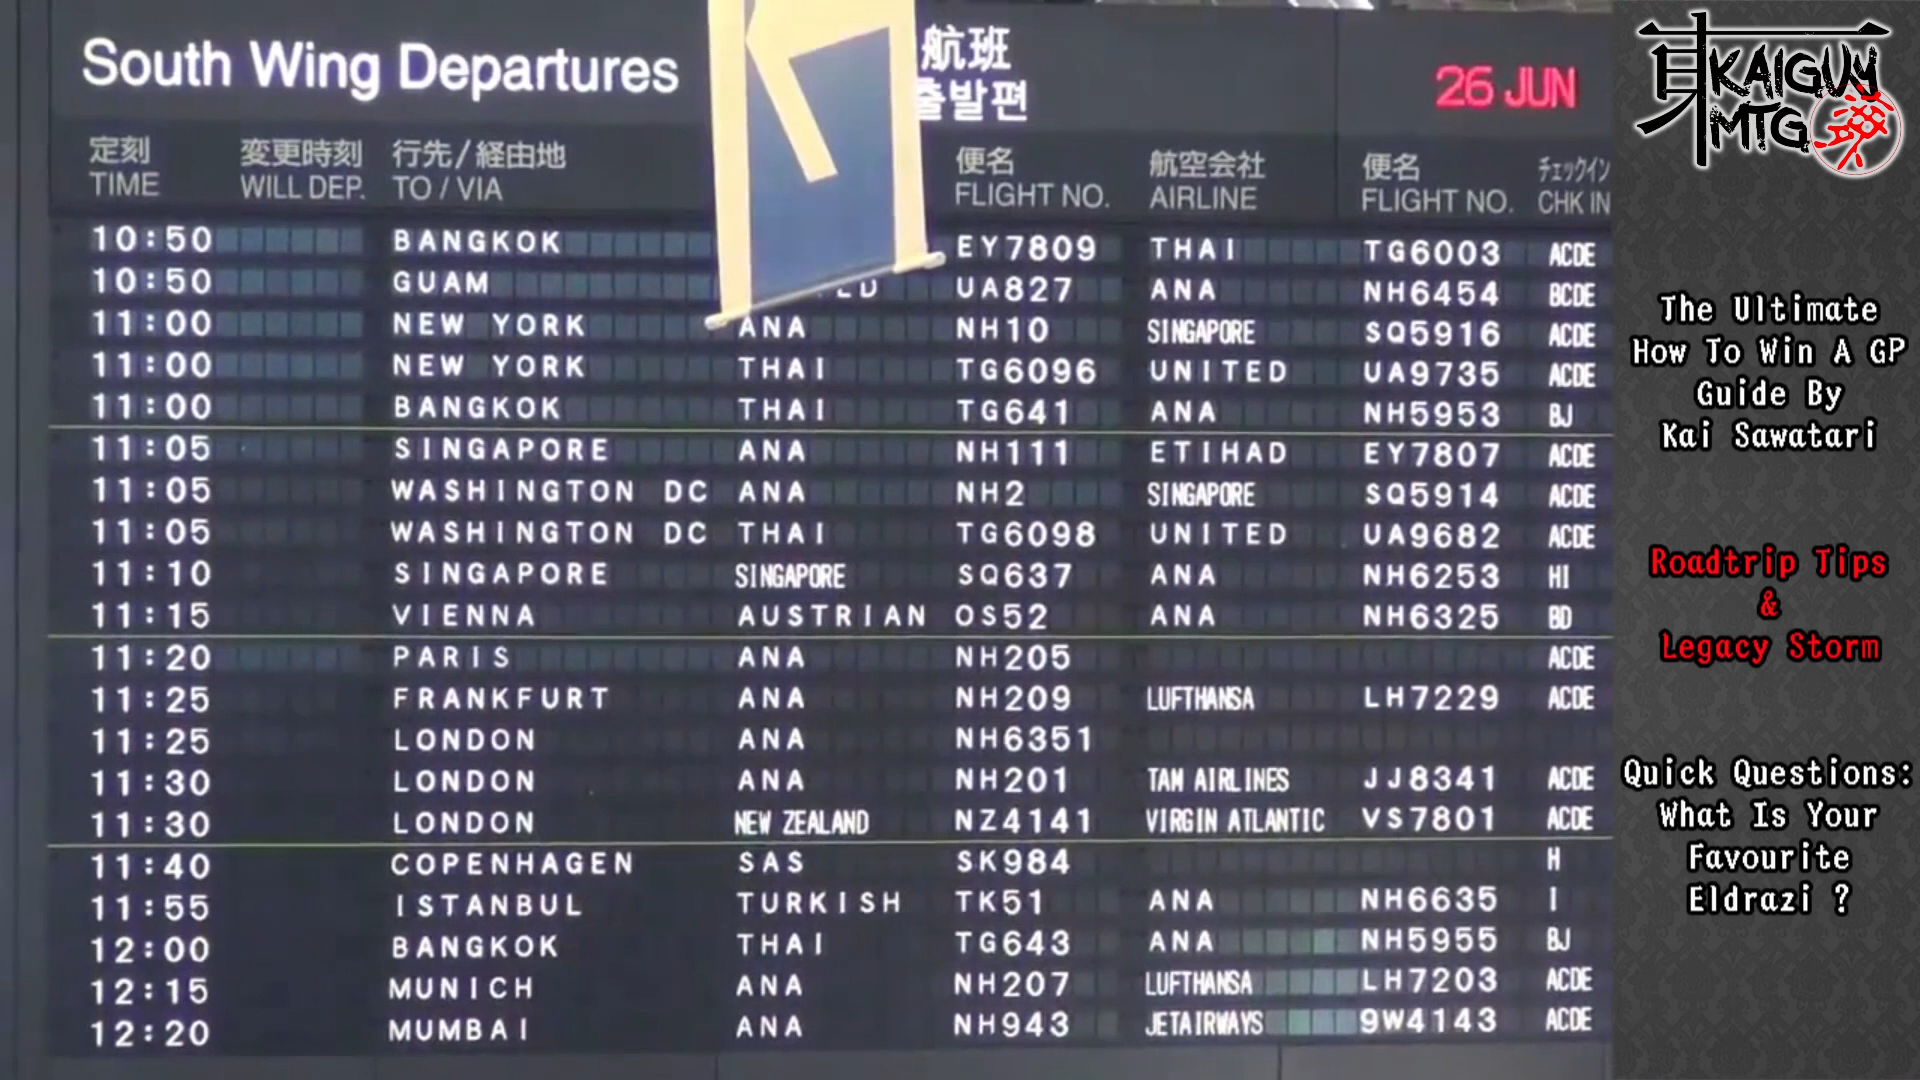 South Wing Departures
航班
출발편
26 JUN
定刻 変更時刻 行先/経由地 便名 航空会社 便名 チェックイン
TIME WILL DEP. TO / VIA FLIGHT NO. AIRLINE FLIGHT NO. CHK IN
10:50 BANGKOK EY7809 THAI TG6003 ACDE
10:50 GUAM UA827 ANA NH6454 BCDE
11:00 NEW YORK ANA NH10 SINGAPORE SQ5916 ACDE
11:00 NEW YORK THAI TG6096 UNITED UA9735 ACDE
11:00 BANGKOK THAI TG641 ANA NH5953 BJ
11:05 SINGAPORE ANA NH111 ETIHAD EY7807 ACDE
11:05 WASHINGTON DC ANA NH2 SINGAPORE SQ5914 ACDE
11:05 WASHINGTON DC THAI TG6098 UNITED UA9682 ACDE
11:10 SINGAPORE SINGAPORE SQ637 ANA NH6253 HI
11:15 VIENNA AUSTRIAN OS52 ANA NH6325 BD
11:20 PARIS ANA NH205 ACDE
11:25 FRANKFURT ANA NH209 LUFTHANSA LH7229 ACDE
11:25 LONDON ANA NH6351
11:30 LONDON ANA NH201 TAM AIRLINES JJ8341 ACDE
11:30 LONDON NEW ZEALAND NZ4141 VIRGIN ATLANTIC VS7801 ACDE
11:40 COPENHAGEN SAS SK984 H
11:55 ISTANBUL TURKISH TK51 ANA NH6635 I
12:00 BANGKOK THAI TG643 ANA NH5955 BJ
12:15 MUNICH ANA NH207 LUFTHANSA LH7203 ACDE
12:20 MUMBAI ANA NH943 JETAIRWAYS 9W4143 ACDE
KAIGUY
MTG
The Ultimate
How To Win A GP
Guide By
Kai Sawatari
Roadtrip Tips
&
Legacy Storm
Quick Questions:
What Is Your
Favourite
Eldrazi ?